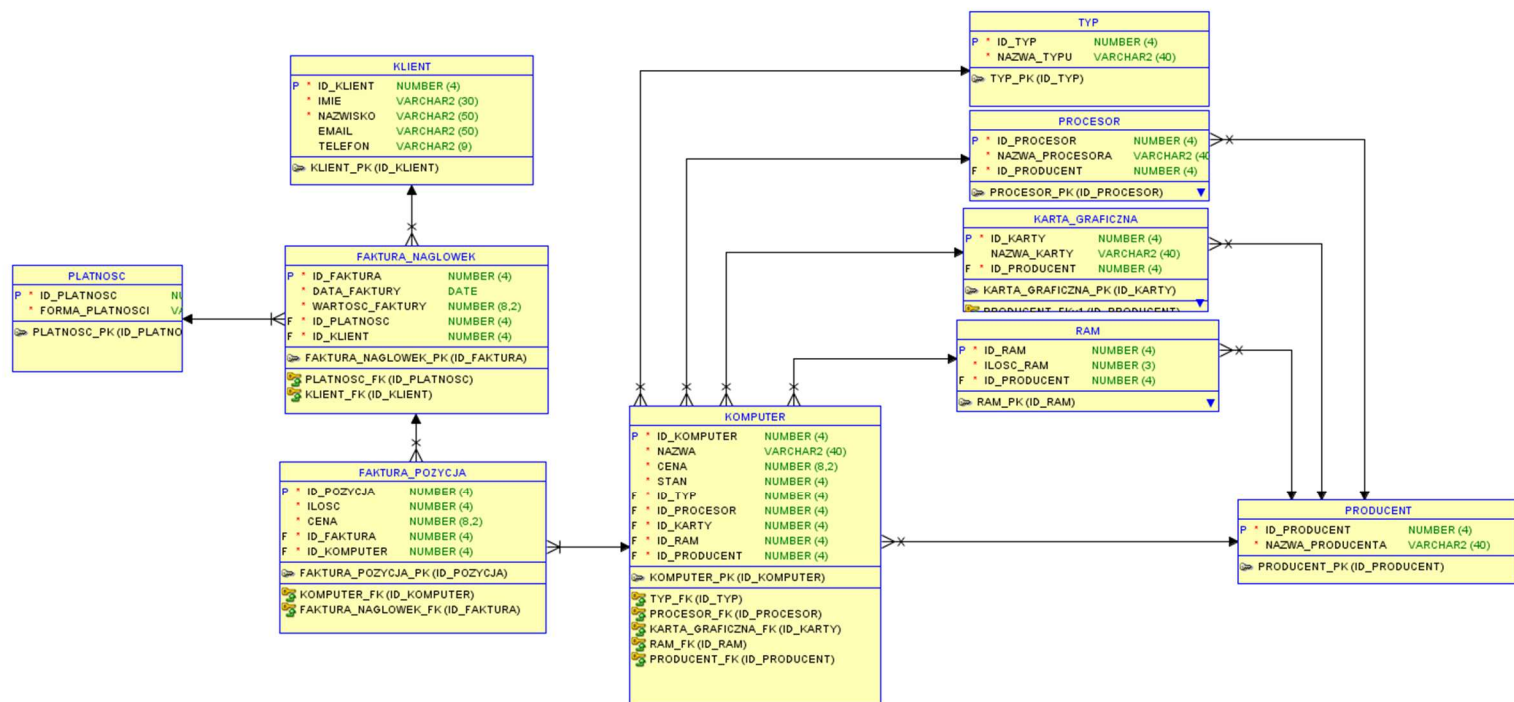 KLIENT
P * ID_KLIENT NUMBER (4)
* IMIE VARCHAR2 (30)
* NAZWISKO VARCHAR2 (50)
EMAIL VARCHAR2 (50)
TELEFON VARCHAR2 (9)
KLIENT_PK (ID_KLIENT)
PLATNOSC
P * ID_PLATNOSC NU
* FORMA_PLATNOSCI VA
PLATNOSC_PK (ID_PLATNO
FAKTURA_NAGLOWEK
P * ID_FAKTURA NUMBER (4)
* DATA_FAKTURY DATE
* WARTOSC_FAKTURY NUMBER (8,2)
F * ID_PLATNOSC NUMBER (4)
F * ID_KLIENT NUMBER (4)
FAKTURA_NAGLOWEK_PK (ID_FAKTURA)
PLATNOSC_FK (ID_PLATNOSC)
KLIENT_FK (ID_KLIENT)
FAKTURA_POZYCJA
P * ID_POZYCJA NUMBER (4)
* ILOSC NUMBER (4)
* CENA NUMBER (8,2)
F * ID_FAKTURA NUMBER (4)
F * ID_KOMPUTER NUMBER (4)
FAKTURA_POZYCJA_PK (ID_POZYCJA)
KOMPUTER_FK (ID_KOMPUTER)
FAKTURA_NAGLOWEK_FK (ID_FAKTURA)
KOMPUTER
P * ID_KOMPUTER NUMBER (4)
* NAZWA VARCHAR2 (40)
* CENA NUMBER (8,2)
* STAN NUMBER (4)
F * ID_TYP NUMBER (4)
F * ID_PROCESOR NUMBER (4)
F * ID_KARTY NUMBER (4)
F * ID_RAM NUMBER (4)
F * ID_PRODUCENT NUMBER (4)
KOMPUTER_PK (ID_KOMPUTER)
TYP_FK (ID_TYP)
PROCESOR_FK (ID_PROCESOR)
KARTA_GRAFICZNA_FK (ID_KARTY)
RAM_FK (ID_RAM)
PRODUCENT_FK (ID_PRODUCENT)
TYP
P * ID_TYP NUMBER (4)
* NAZWA_TYPU VARCHAR2 (40)
TYP_PK (ID_TYP)
PROCESOR
P * ID_PROCESOR NUMBER (4)
* NAZWA_PROCESORA VARCHAR2 (40
F * ID_PRODUCENT NUMBER (4)
PROCESOR_PK (ID_PROCESOR)
KARTA_GRAFICZNA
P * ID_KARTY NUMBER (4)
NAZWA_KARTY VARCHAR2 (40)
F * ID_PRODUCENT NUMBER (4)
KARTA_GRAFICZNA_PK (ID_KARTY)
RAM
P * ID_RAM NUMBER (4)
* ILOSC_RAM NUMBER (3)
F * ID_PRODUCENT NUMBER (4)
RAM_PK (ID_RAM)
PRODUCENT
P * ID_PRODUCENT NUMBER (4)
* NAZWA_PRODUCENTA VARCHAR2 (40)
PRODUCENT_PK (ID_PRODUCENT)